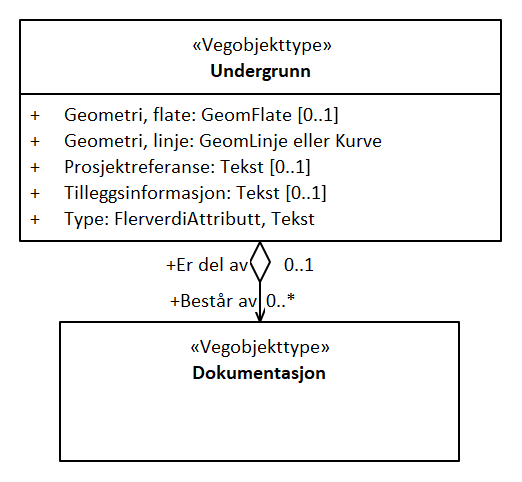 «Vegobjekttype»
Undergrunn
+ Geometri, flate: GeomFlate [0..1]
+ Geometri, linje: GeomLinje eller Kurve
+ Prosjektreferanse: Tekst [0..1]
+ Tilleggsinformasjon: Tekst [0..1]
+ Type: FlerverdiAttributt, Tekst
+Er del av 0..1
+Består av 0..*
«Vegobjekttype»
Dokumentasjon